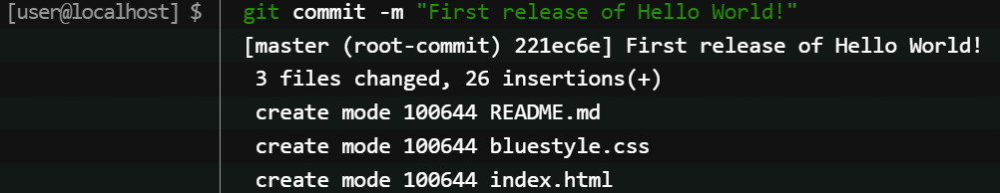 [user@localhost] $ git commit -m "First release of Hello World!"
[master (root-commit) 221ec6e] First release of Hello World!
3 files changed, 26 insertions(+)
create mode 100644 README.md
create mode 100644 bluestyle.css
create mode 100644 index.html